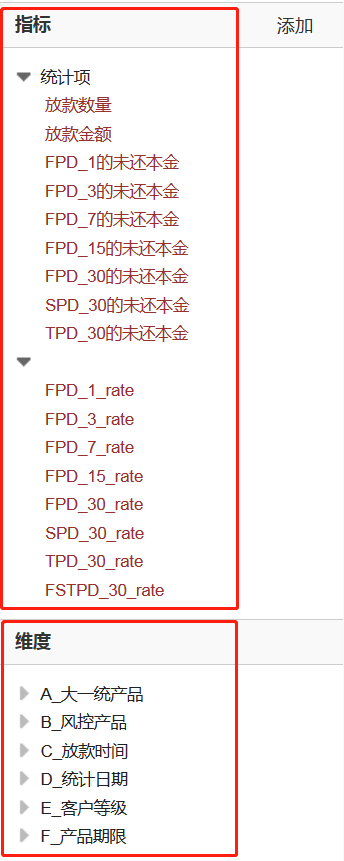 指标 添加
统计项
放款数量
放款金额
FPD_1的未还本金
FPD_3的未还本金
FPD_7的未还本金
FPD_15的未还本金
FPD_30的未还本金
SPD_30的未还本金
TPD_30的未还本金
FPD_1_rate
FPD_3_rate
FPD_7_rate
FPD_15_rate
FPD_30_rate
SPD_30_rate
TPD_30_rate
FSTPD_30_rate
维度
A_大一统产品
B_风控产品
C_放款时间
D_统计日期
E_客户等级
F_产品期限